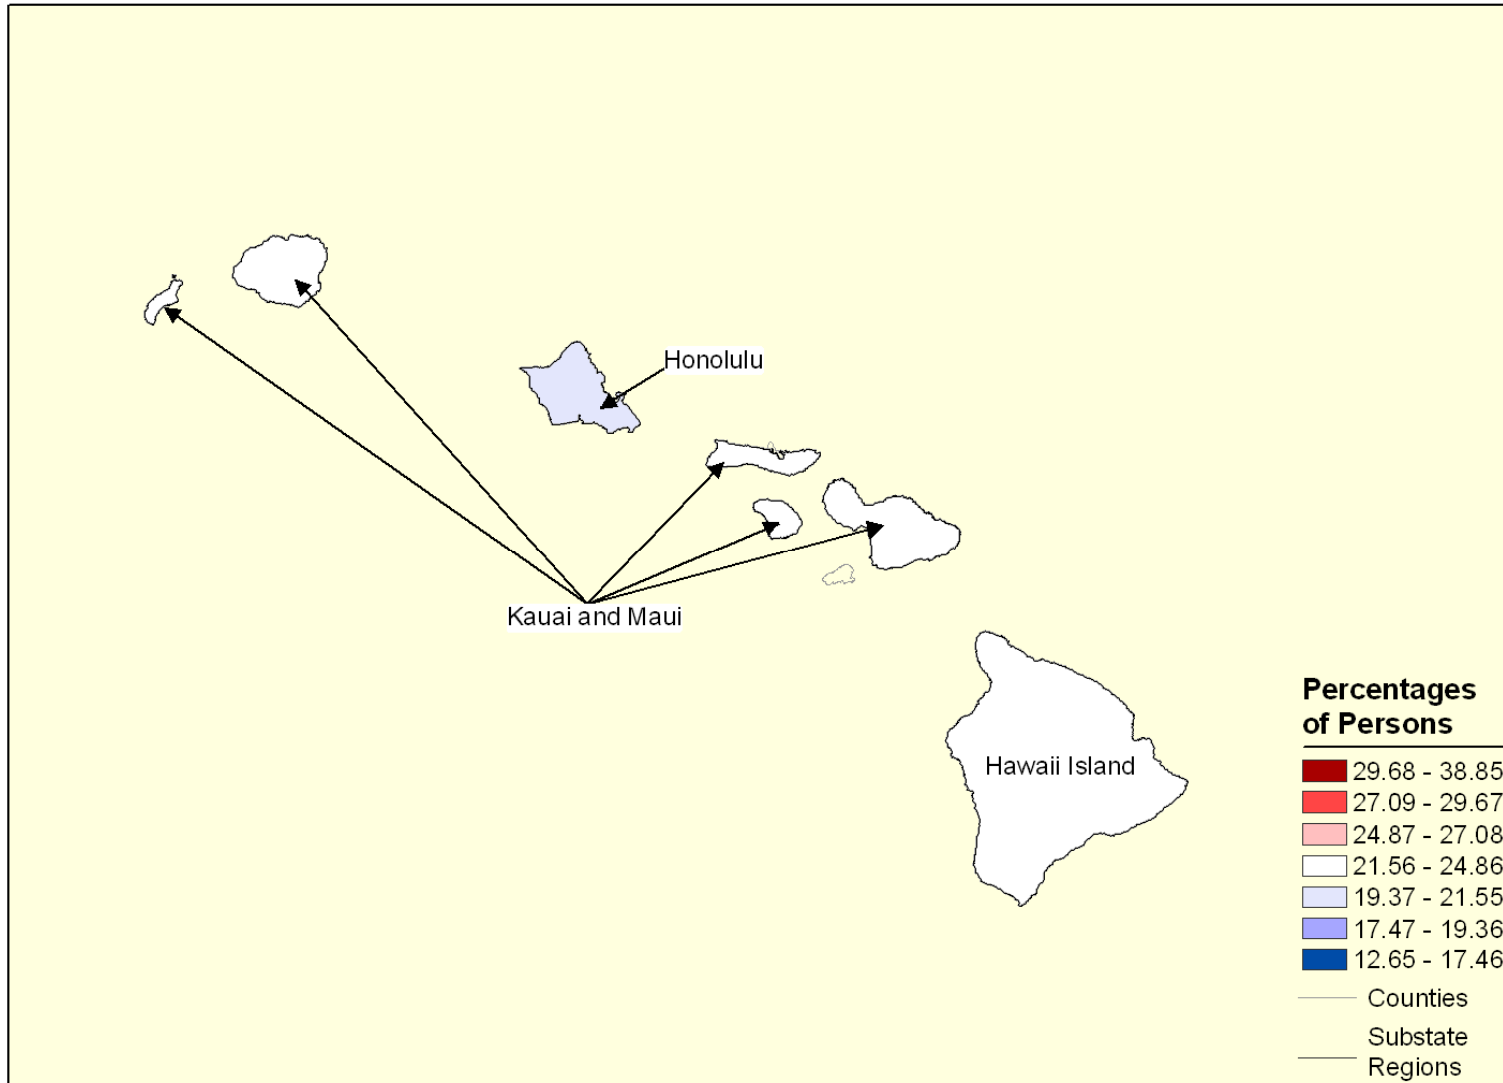 Honolulu
Kauai and Maui
Hawaii Island
Percentages
of Persons
29.68 - 38.85
27.09 - 29.67
24.87 - 27.08
21.56 - 24.86
19.37 - 21.55
17.47 - 19.36
12.65 - 17.46
Counties
Substate
Regions